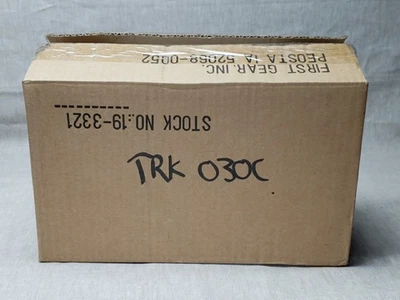 FIRST GEAR, INC.
PEOSTA IA 52068-0052
STOCK NO.:19-3321
TRK 030C